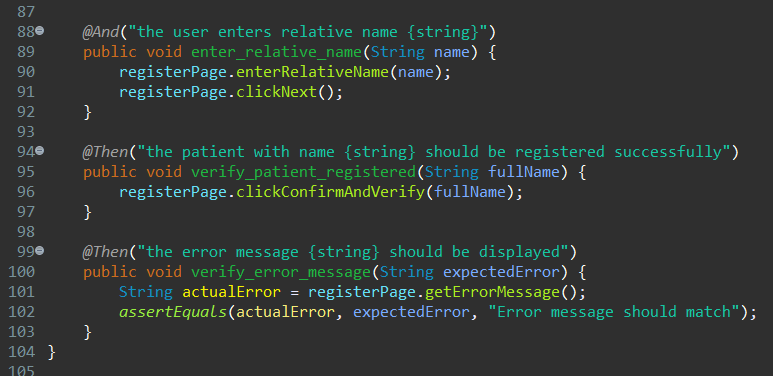 87
88 @And("the user enters relative name {string}")
89 public void enter_relative_name(String name) {
90 registerPage.enterRelativeName(name);
91 registerPage.clickNext();
92 }
93
94 @Then("the patient with name {string} should be registered successfully")
95 public void verify_patient_registered(String fullName) {
96 registerPage.clickConfirmAndVerify(fullName);
97 }
98
99 @Then("the error message {string} should be displayed")
100 public void verify_error_message(String expectedError) {
101 String actualError = registerPage.getErrorMessage();
102 assertEquals(actualError, expectedError, "Error message should match");
103 }
104 }
105